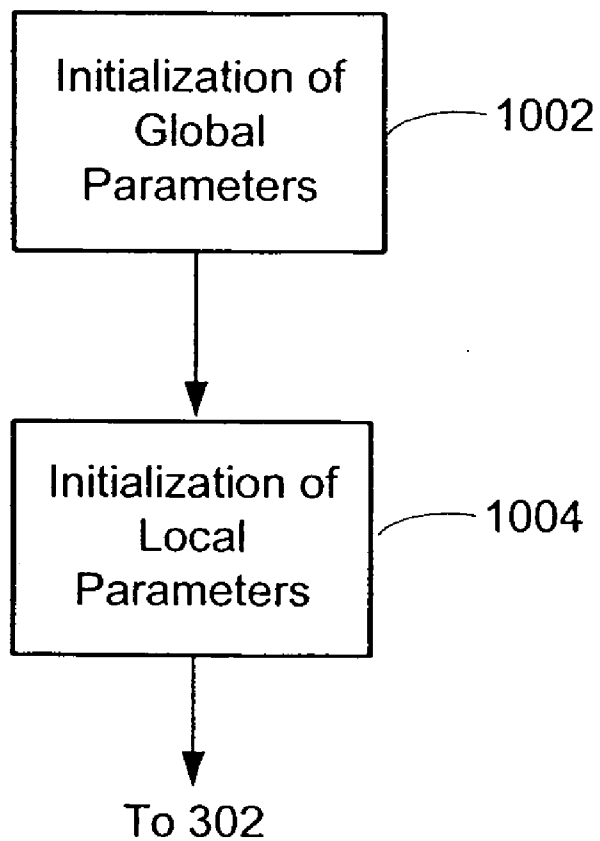 Initialization of
Global
Parameters
1002
Initialization of
Local
Parameters
1004
To 302